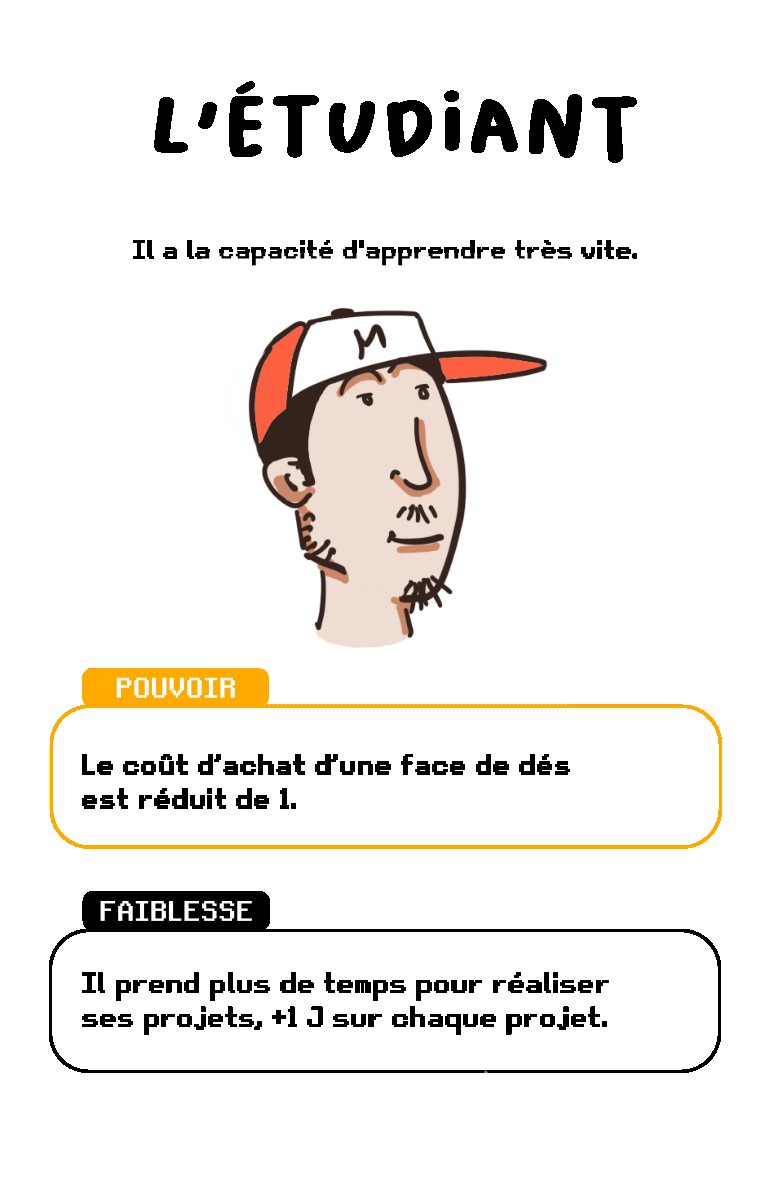 L'ÉTUDiANT
Il a la capacité d'apprendre très vite.
M
POUVOIR
Le coût d’achat d’une face de dés
est réduit de 1.
FAIBLESSE
Il prend plus de temps pour réaliser
ses projets, +1 J sur chaque projet.